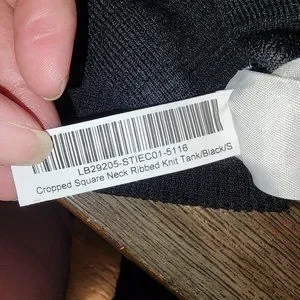 LB29205-STIEC01-5116
Cropped Square Neck Ribbed Knit Tank/Black/S